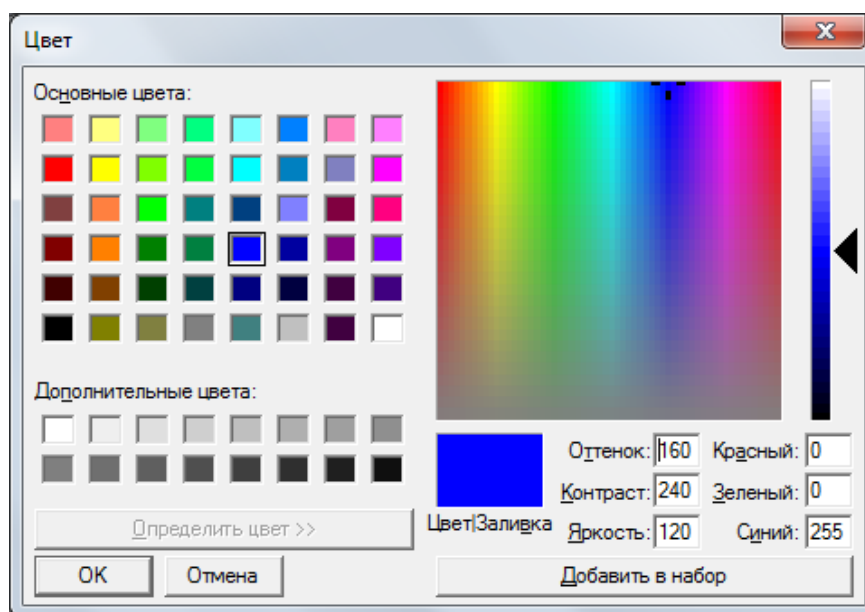 Цвет
Основные цвета:
Дополнительные цвета:
Определить цвет >>
OK
Отмена
Цвет|Заливка
Оттенок: 160
Контраст: 240
Яркость: 120
Красный: 0
Зеленый: 0
Синий: 255
Добавить в набор